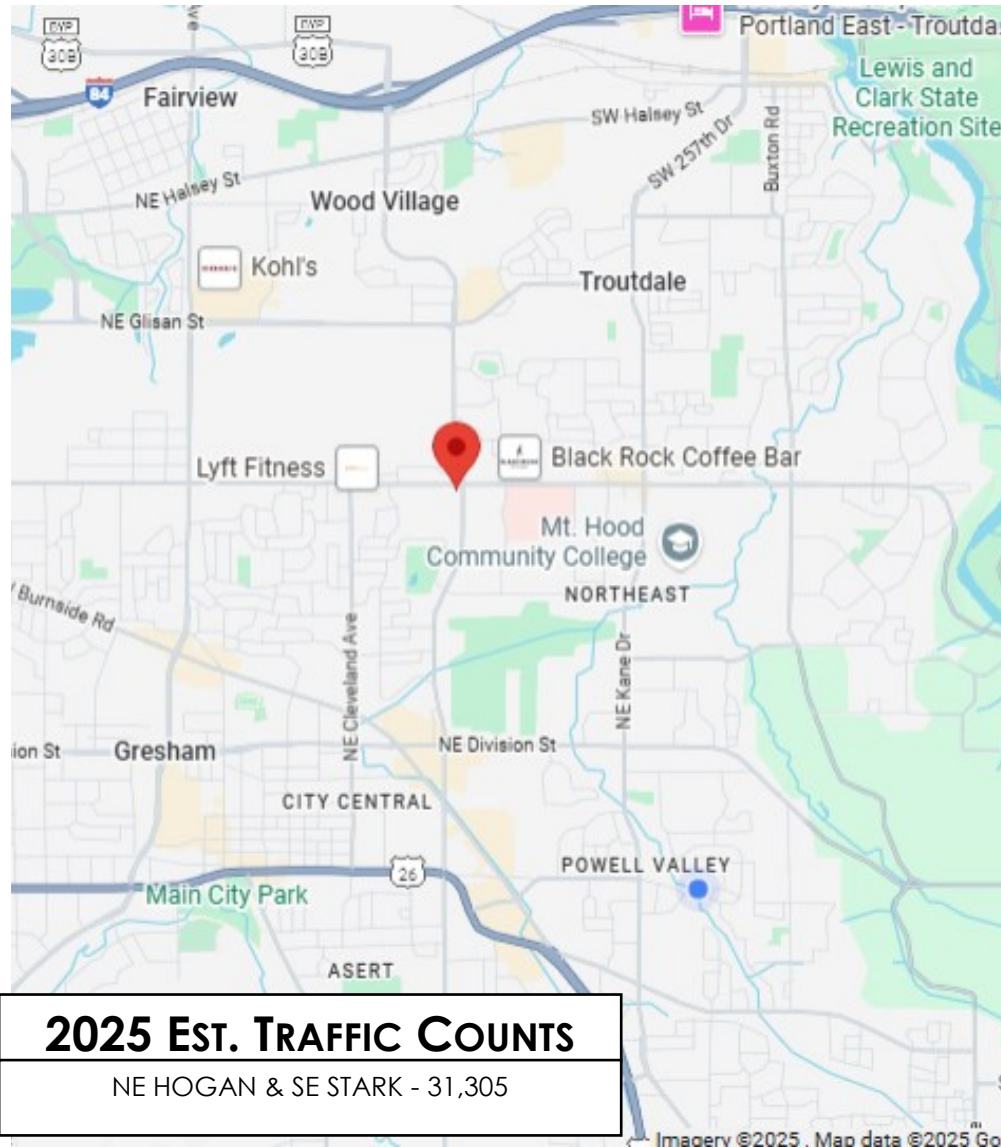 BYP
30B
BYP
30B
Portland East - Troutda
84
Fairview
Lewis and
Clark State
Recreation Site
SW Halsey St
SW 257th Dr
Buxton Rd
NE Halsey St
Wood Village
Kohl's
Troutdale
NE Glisan St
Lyft Fitness
Black Rock Coffee Bar
Mt. Hood
Community College
NORTHEAST
Burnside Rd
NE Cleveland Ave
NE Kane Dr
ion St
Gresham
NE Division St
CITY CENTRAL
POWELL VALLEY
26
Main City Park
ASERT
2025 EST. TRAFFIC COUNTS
NE HOGAN & SE STARK - 31,305
Imagery ©2025 , Map data ©2025 Go